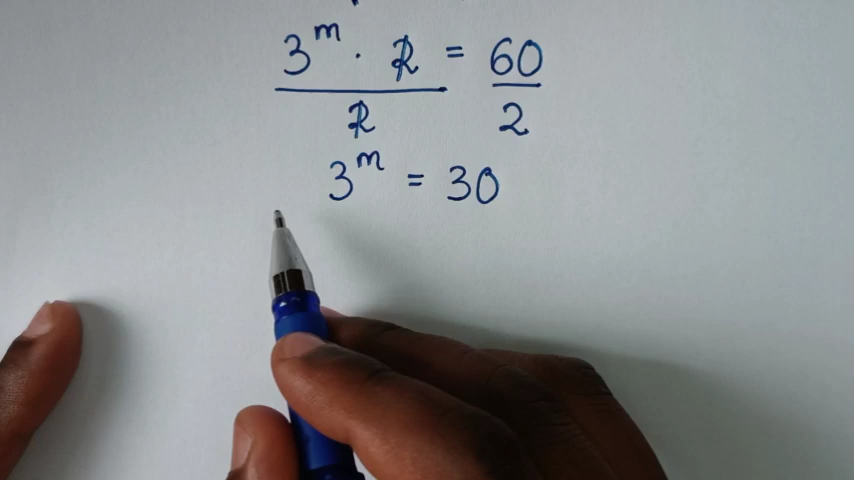 3^m · 2 = 60
2 2
3^m = 30